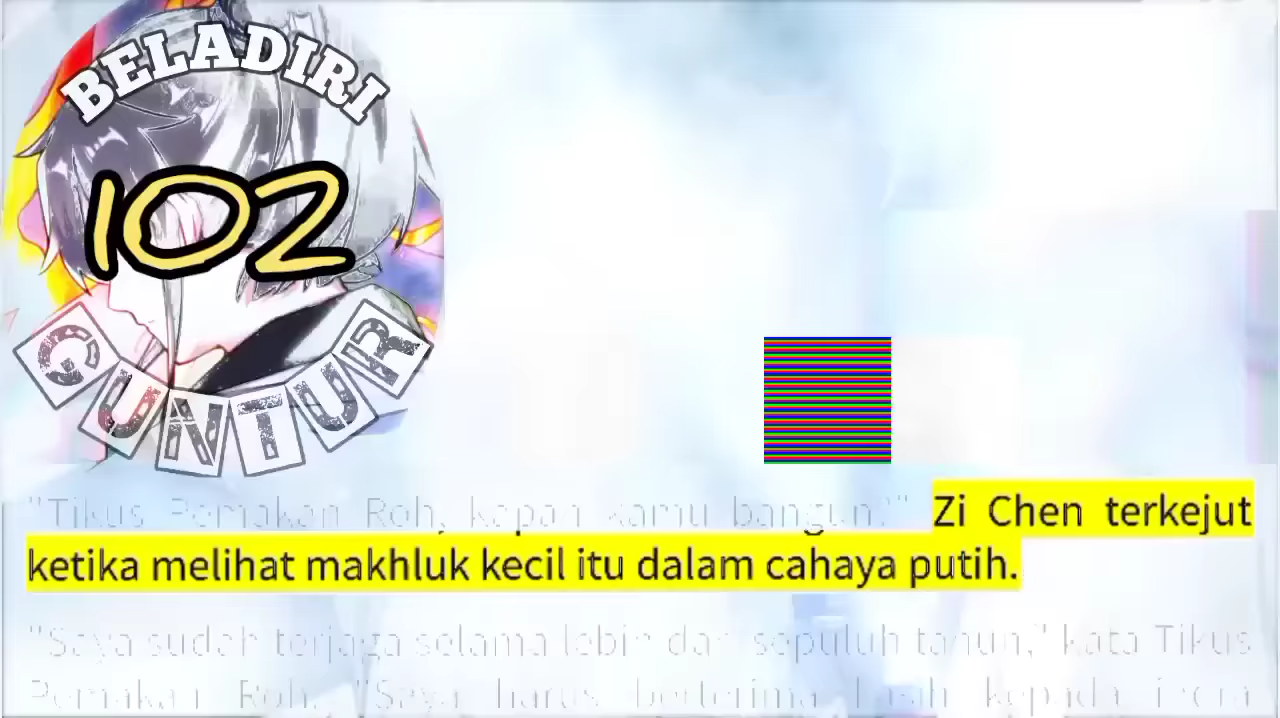 BELADIRI
102
GUNTUR
"Tikus Pemakan Roh, kapan kamu bangun?" Zi Chen terkejut
ketika melihat makhluk kecil itu dalam cahaya putih.
"Saya sudah terjaga selama lebih dari sepuluh tahun," kata Tikus
Pemakan Roh. "Saya harus berterima kasih kepada